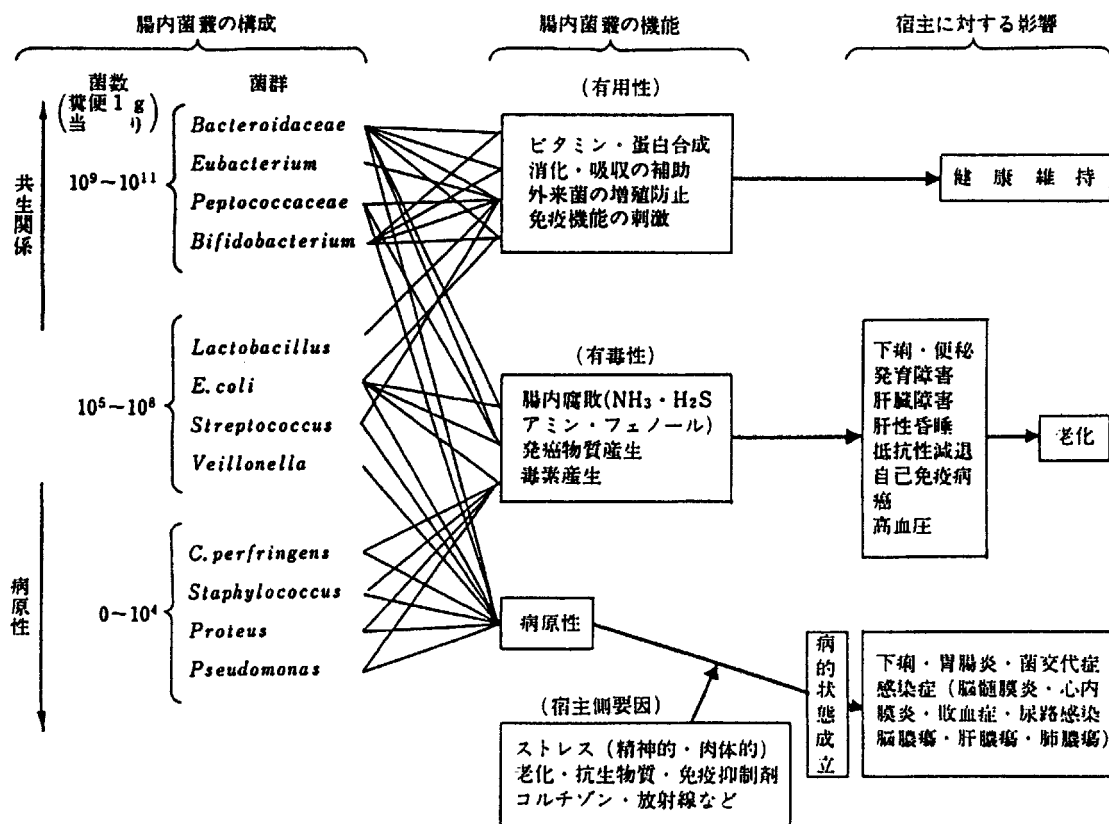 腸内菌叢の構成
腸内菌叢の機能
宿主に対する影響
菌数
(糞便1g
当り)
菌群
共生関係
病原性
10⁹~10¹¹
Bacteroidaceae
Eubacterium
Peptococcaceae
Bifidobacterium
10⁵~10⁸
Lactobacillus
E.coli
Streptococcus
Veillonella
0~10⁴
C.perfringens
Staphylococcus
Proteus
Pseudomonas
(有用性)
ビタミン・蛋白合成
消化・吸収の補助
外来菌の増殖防止
免疫機能の刺激
健康維持
(有毒性)
腸内腐敗(NH₃・H₂S
アミン・フェノール)
発癌物質産生
毒素産生
下痢・便秘
発育障害
肝臓障害
肝性昏睡
抵抗性減退
自己免疫病
癌
高血圧
老化
病原性
(宿主側要因)
ストレス(精神的・肉体的)
老化・抗生物質・免疫抑制剤
コルチゾン・放射線など
病的状態成立
下痢・胃腸炎・菌交代症
感染症(脳髄膜炎・心内
膜炎・敗血症・尿路感染
脳膿瘍・肝膿瘍・肺膿瘍)